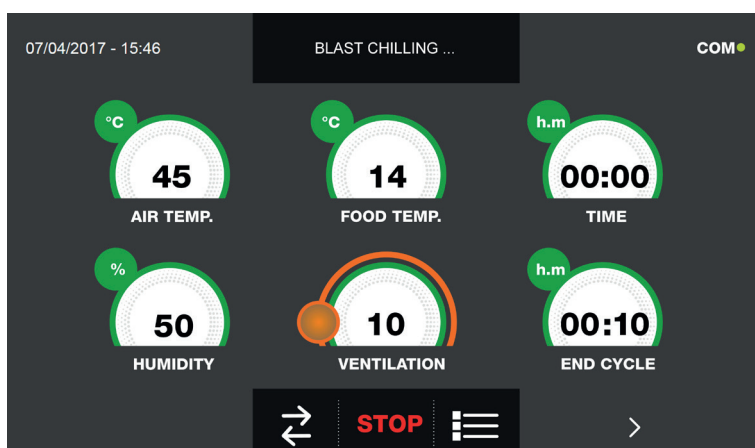 07/04/2017 - 15:46
BLAST CHILLING ...
COM
°C
45
AIR TEMP.
°C
14
FOOD TEMP.
h.m
00:00
TIME
%
50
HUMIDITY
10
VENTILATION
h.m
00:10
END CYCLE
STOP